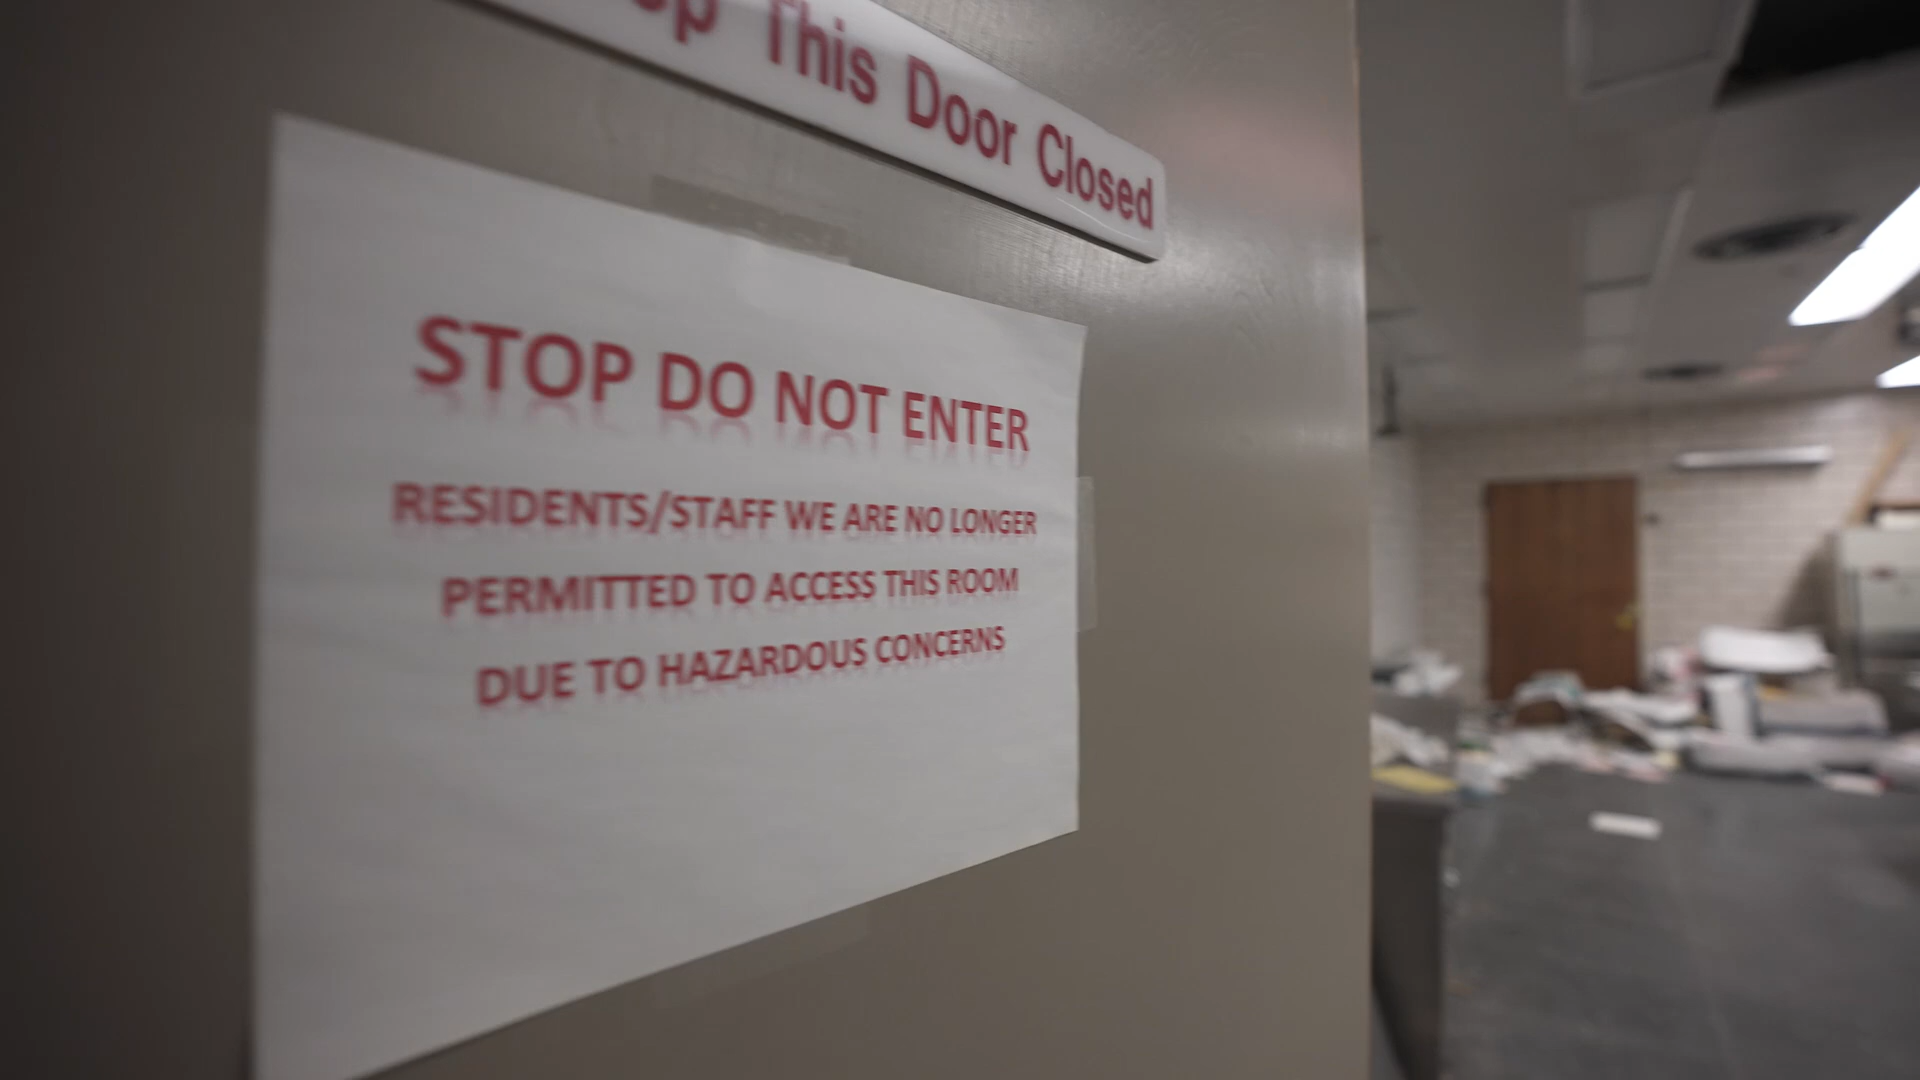 This Door Closed
STOP DO NOT ENTER
RESIDENTS/STAFF WE ARE NO LONGER
PERMITTED TO ACCESS THIS ROOM
DUE TO HAZARDOUS CONCERNS